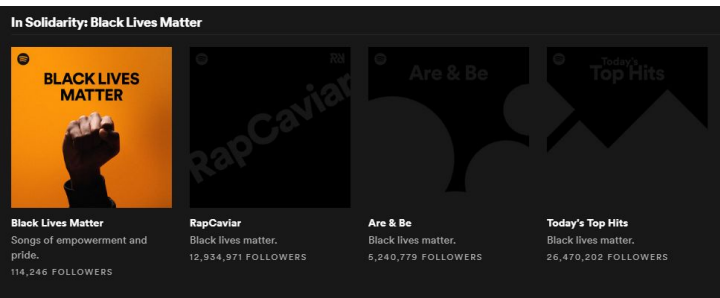 In Solidarity: Black Lives Matter
BLACK LIVES
MATTER
RapCaviar
Are & Be
Today's
Top Hits
Black Lives Matter
Songs of empowerment and
pride.
114,246 FOLLOWERS
RapCaviar
Black lives matter.
12,934,971 FOLLOWERS
Are & Be
Black lives matter.
5,240,779 FOLLOWERS
Today's Top Hits
Black lives matter.
26,470,202 FOLLOWERS